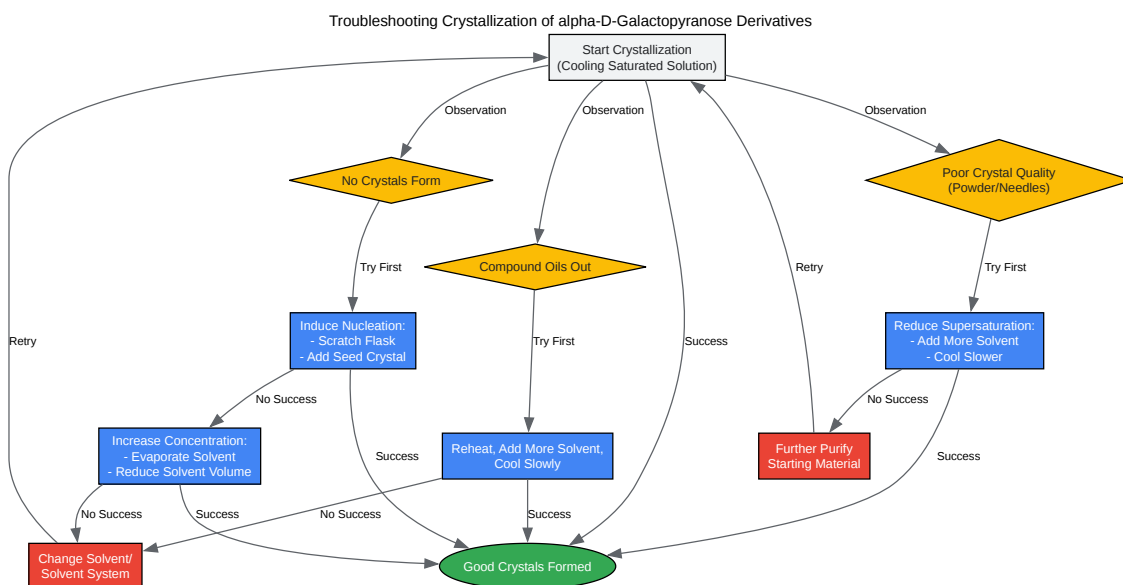 Troubleshooting Crystallization of alpha-D-Galactopyranose Derivatives
Start Crystallization
(Cooling Saturated Solution)
Observation
Observation
Observation
No Crystals Form
Poor Crystal Quality
(Powder/Needles)
Compound Oils Out
Try First
Retry
Try First
Induce Nucleation:
- Scratch Flask
- Add Seed Crystal
Reduce Supersaturation:
- Add More Solvent
- Cool Slower
Retry
Try First
Success
No Success
No Success
Increase Concentration:
- Evaporate Solvent
- Reduce Solvent Volume
Reheat, Add More Solvent,
Cool Slowly
Further Purify
Starting Material
Success
Success
No Success
Success
No Success
Success
Change Solvent/
Solvent System
Good Crystals Formed